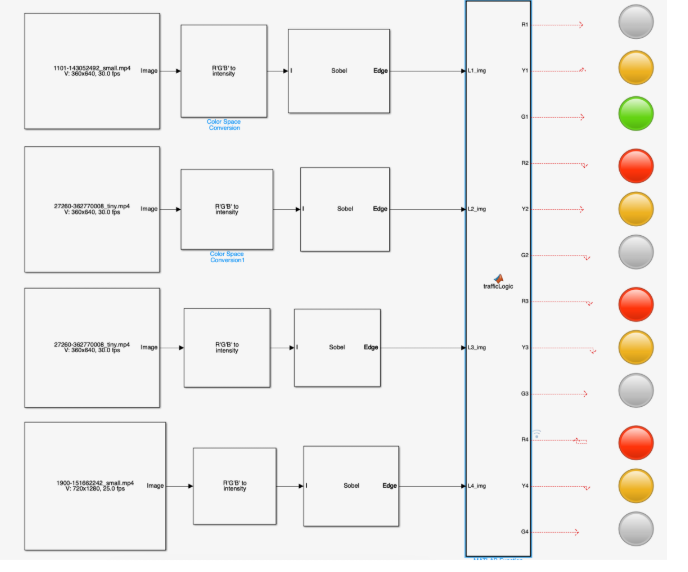 1101-143052492_small.mp4
V: 360x640, 30.0 fps
Image
R'G'B' to
intensity
Color Space
Conversion
I
Sobel
Edge
L1_img
27260-362770008_tiny.mp4
V: 360x640, 30.0 fps
Image
R'G'B' to
intensity
Color Space
Conversion1
I
Sobel
Edge
L2_img
27260-362770008_tiny.mp4
V: 360x640, 30.0 fps
Image
R'G'B' to
intensity
I
Sobel
Edge
L3_img
1900-151662242_small.mp4
V: 720x1280, 25.0 fps
Image
R'G'B' to
intensity
I
Sobel
Edge
L4_img
trafficLogic
R1
Y1
G1
R2
Y2
G2
R3
Y3
G3
R4
Y4
G4